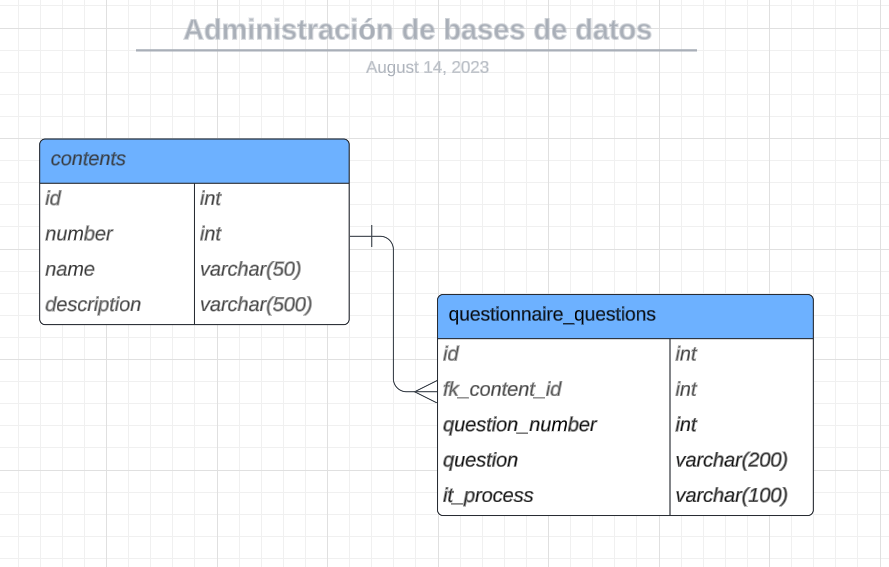 Administración de bases de datos
August 14, 2023
contents
id int
number int
name varchar(50)
description varchar(500)
questionnaire_questions
id int
fk_content_id int
question_number int
question varchar(200)
it_process varchar(100)